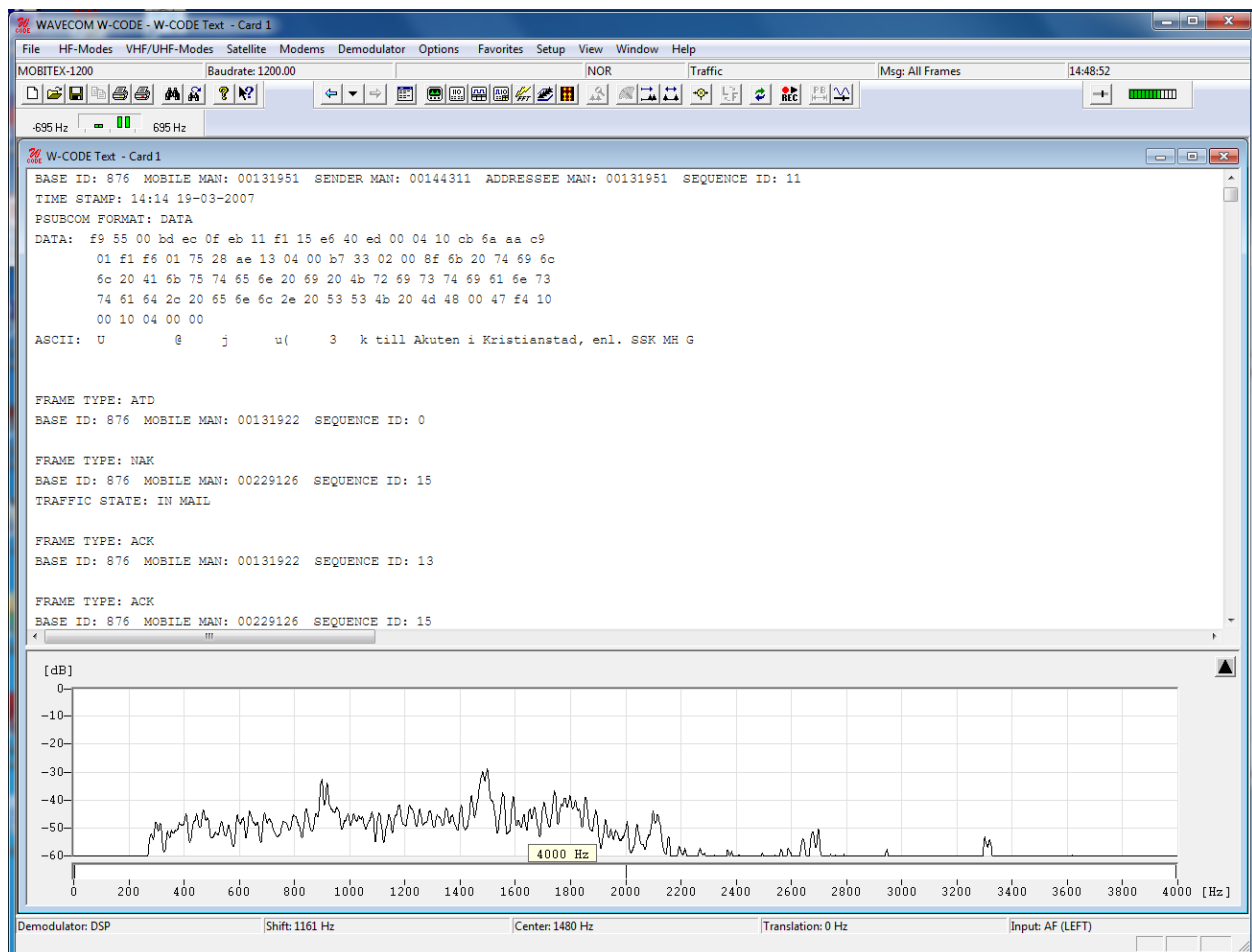 WAVECOM W-CODE - W-CODE Text - Card 1
File HF-Modes VHF/UHF-Modes Satellite Modems Demodulator Options Favorites Setup View Window Help
MOBITEX-1200 Baudrate: 1200.00 NOR Traffic Msg: All Frames 14:48:52
-695 Hz 695 Hz
W-CODE Text - Card 1
BASE ID: 876 MOBILE MAN: 00131951 SENDER MAN: 00144311 ADDRESSEE MAN: 00131951 SEQUENCE ID: 11
TIME STAMP: 14:14 19-03-2007
PSUBCOM FORMAT: DATA
DATA: f9 55 00 bd ec 0f eb 11 f1 15 e6 40 ed 00 04 10 cb 6a aa c9
01 f1 f6 01 75 28 ae 13 04 00 b7 33 02 00 8f 6b 20 74 69 6c
6c 20 41 6b 75 74 65 6e 20 69 20 4b 72 69 73 74 69 61 6e 73
74 61 64 2c 20 65 6e 6c 2e 20 53 53 4b 20 4d 48 00 47 f4 10
00 10 04 00 00
ASCII: U @ j u( 3 k till Akuten i Kristianstad, enl. SSK MH G
FRAME TYPE: ATD
BASE ID: 876 MOBILE MAN: 00131922 SEQUENCE ID: 0
FRAME TYPE: NAK
BASE ID: 876 MOBILE MAN: 00229126 SEQUENCE ID: 15
TRAFFIC STATE: IN MAIL
FRAME TYPE: ACK
BASE ID: 876 MOBILE MAN: 00131922 SEQUENCE ID: 13
FRAME TYPE: ACK
BASE ID: 876 MOBILE MAN: 00229126 SEQUENCE ID: 15
[dB]
0
-10
-20
-30
-40
-50
-60
4000 Hz
0 200 400 600 800 1000 1200 1400 1600 1800 2000 2200 2400 2600 2800 3000 3200 3400 3600 3800 4000 [Hz]
Demodulator: DSP Shift: 1161 Hz Center: 1480 Hz Translation: 0 Hz Input: AF (LEFT)